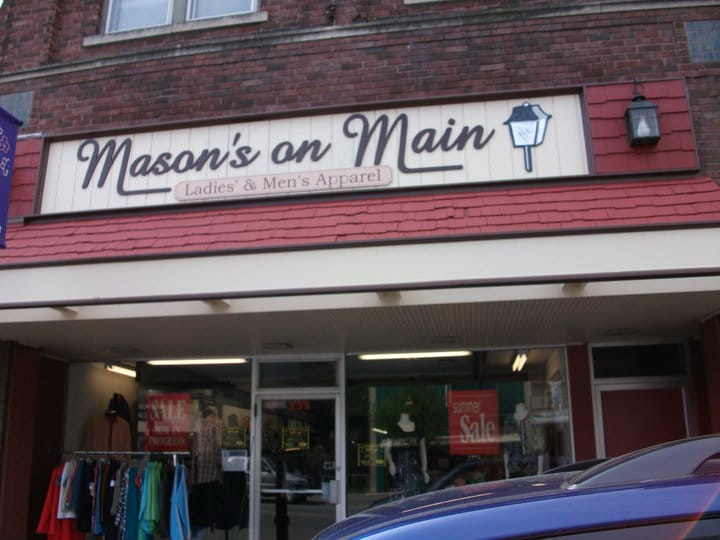 Mason's on Main
Ladies' & Men's Apparel
SALE
NOW IN
PROGRESS
summer
Sale